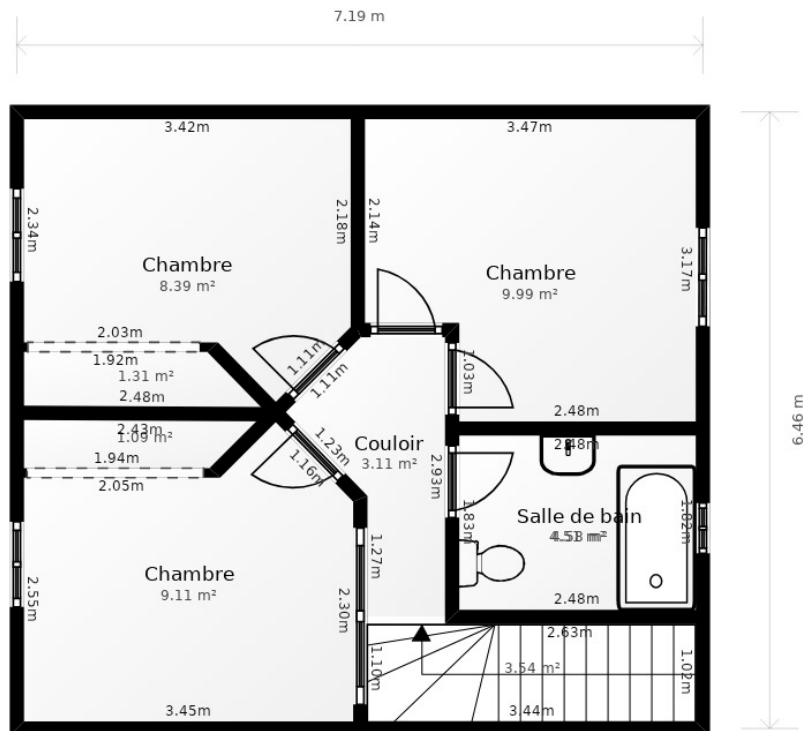 7.19 m
3.42m
3.47m
2.34m
2.18m
2.14m
3.17m
Chambre
8.39 m²
Chambre
9.99 m²
2.03m
1.92m
1.31 m²
2.48m
1.11m
1.11m
1.03m
2.48m
6.46 m
2.43m
1.09 m²
1.94m
2.05m
1.23m
1.16m
Couloir
3.11 m²
2.93m
2.48m
1.83m
Salle de bain
1.82m
Chambre
9.11 m²
2.55m
1.27m
2.30m
1.10m
2.48m
2.63m
3.54 m²
1.02m
3.45m
3.44m